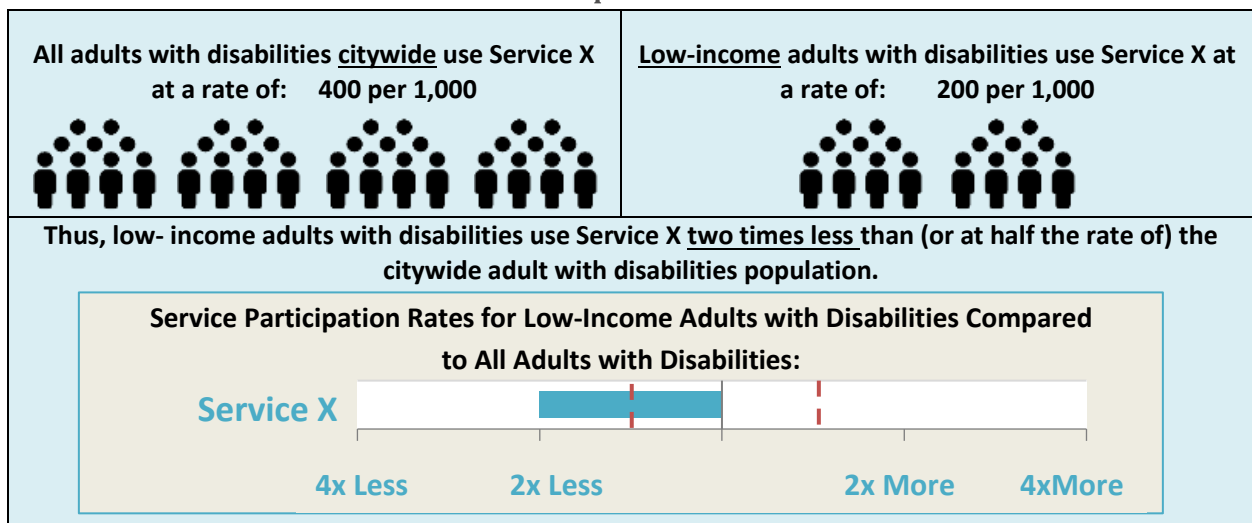 All adults with disabilities citywide use Service X
at a rate of: 400 per 1,000
Low-income adults with disabilities use Service X at
a rate of: 200 per 1,000
Thus, low- income adults with disabilities use Service X two times less than (or at half the rate of) the
citywide adult with disabilities population.
Service Participation Rates for Low-Income Adults with Disabilities Compared
to All Adults with Disabilities:
Service X
4x Less 2x Less 2x More 4xMore